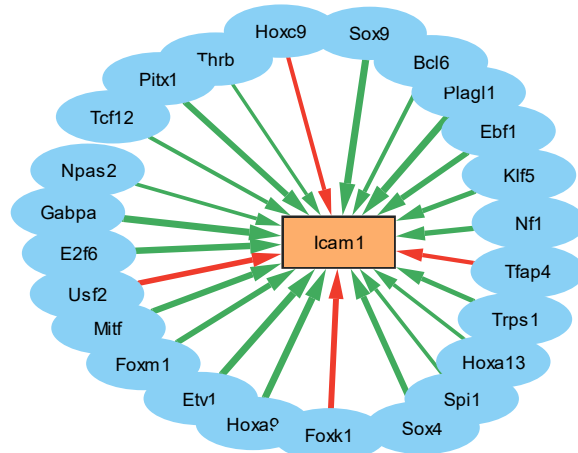 Hoxc9
Sox9
Thrb
Bcl6
Pitx1
Plagl1
Tcf12
Ebf1
Npas2
Klf5
Gabpa
Nf1
Icam1
E2f6
Tfap4
Usf2
Mitf
Trps1
Foxm1
Hoxa13
Etv1
Spi1
Hoxa9
Foxk1
Sox4